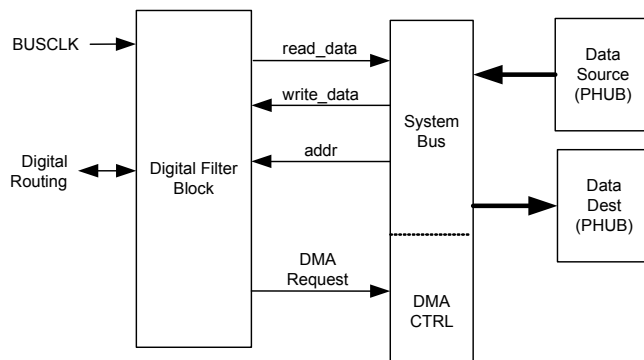 BUSCLK
Digital
Routing
Digital Filter
Block
read_data
write_data
addr
DMA
Request
System
Bus
DMA
CTRL
Data
Source
(PHUB)
Data
Dest
(PHUB)